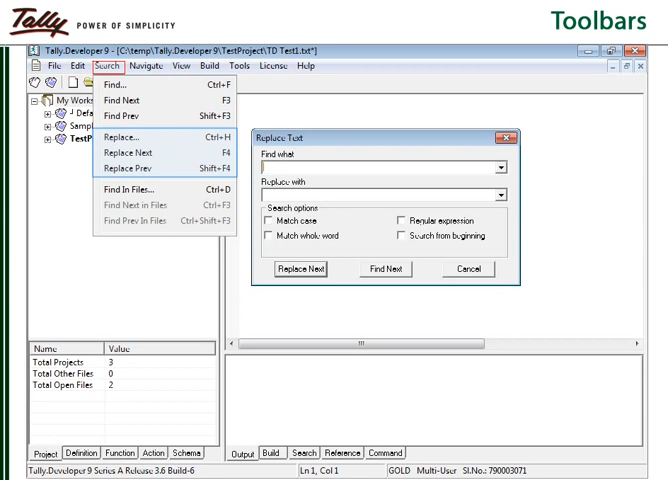 Tally POWER OF SIMPLICITY
Toolbars
Tally.Developer 9 - [C:\temp\Tally.Developer 9\TestProject\TD Test1.txt*]
File Edit Search Navigate View Build Tools License Help
Find... Ctrl+F
Find Next F3
Find Prev Shift+F3
Replace... Ctrl+H
Replace Next F4
Replace Prev Shift+F4
Find In Files... Ctrl+D
Find Next in Files Ctrl+F3
Find Prev In Files Ctrl+Shift+F3
My Works
Defa
Samp
TestP
Replace Text
Find what
Replace with
Search options
Match case Regular expression
Match whole word Search from beginning
Replace Next Find Next Cancel
Name Value
Total Projects 3
Total Other Files 0
Total Open Files 2
Project Definition Function Action Schema
Output Build Search Reference Command
Tally.Developer 9 Series A Release 3.6 Build-6 Ln 1, Col 1 GOLD Multi-User Sl.No.: 790003071